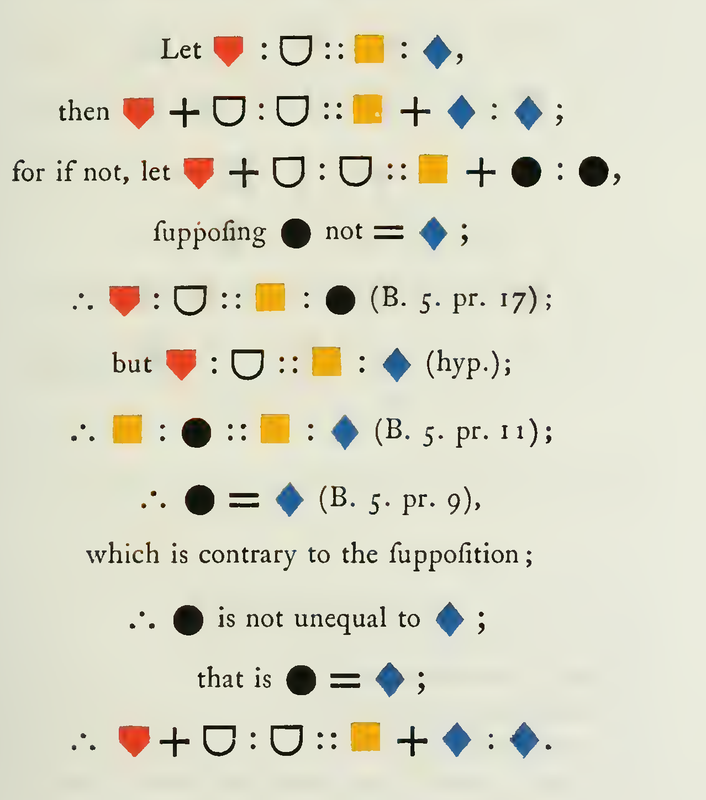 Let : :: : ,
then + : :: + : ;
for if not, let + : :: + : ,
ſuppoſing not = ;
∴ : :: : (B. 5. pr. 17);
but : :: : (hyp.);
∴ : :: : (B. 5. pr. 11);
∴ = (B. 5. pr. 9),
which is contrary to the ſuppoſition;
∴ is not unequal to ;
that is = ;
∴ + : :: + : .